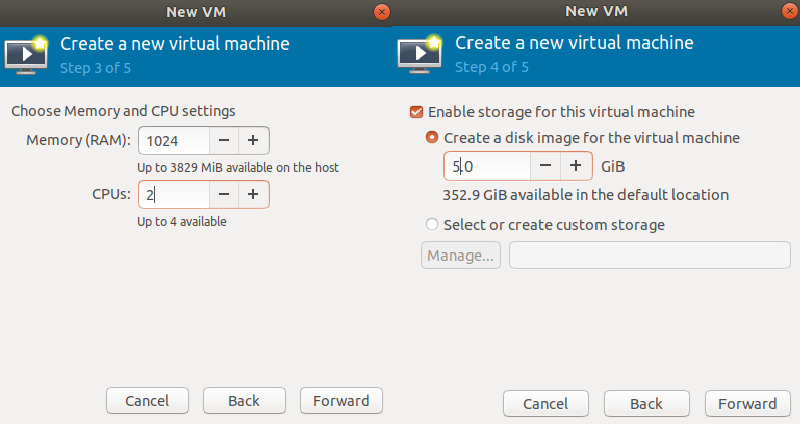 New VM
Create a new virtual machine
Step 3 of 5
Choose Memory and CPU settings
Memory (RAM): 1024 − +
Up to 3829 MiB available on the host
CPUs: 2 − +
Up to 4 available
Cancel Back Forward
New VM
Create a new virtual machine
Step 4 of 5
Enable storage for this virtual machine
Create a disk image for the virtual machine
5.0 − + GiB
352.9 GiB available in the default location
Select or create custom storage
Manage...
Cancel Back Forward